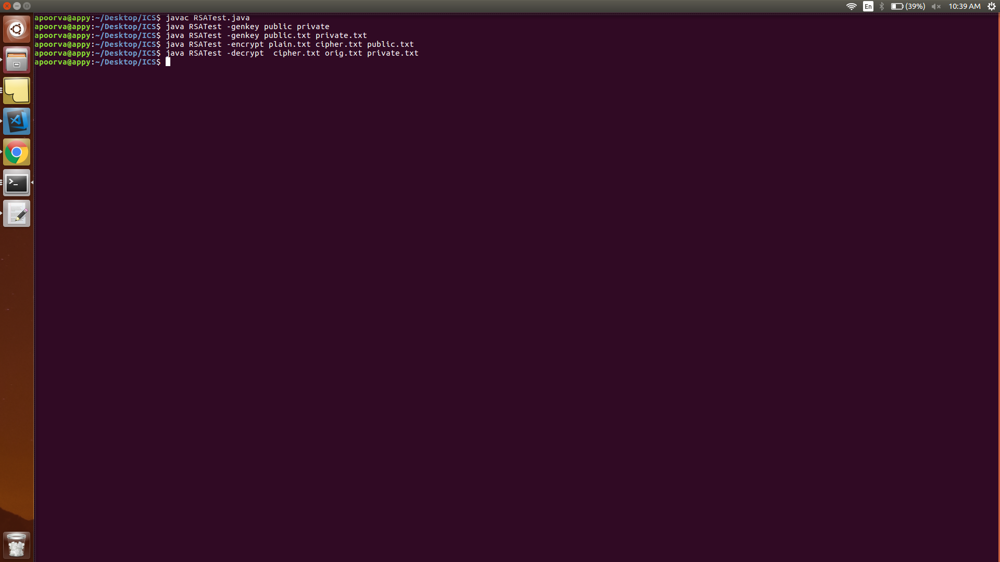 En (39%) 10:39 AM
apoorva@appy:~/Desktop/ICS$ javac RSATest.java
apoorva@appy:~/Desktop/ICS$ java RSATest -genkey public private
apoorva@appy:~/Desktop/ICS$ java RSATest -genkey public.txt private.txt
apoorva@appy:~/Desktop/ICS$ java RSATest -encrypt plain.txt cipher.txt public.txt
apoorva@appy:~/Desktop/ICS$ java RSATest -decrypt  cipher.txt orig.txt private.txt
apoorva@appy:~/Desktop/ICS$